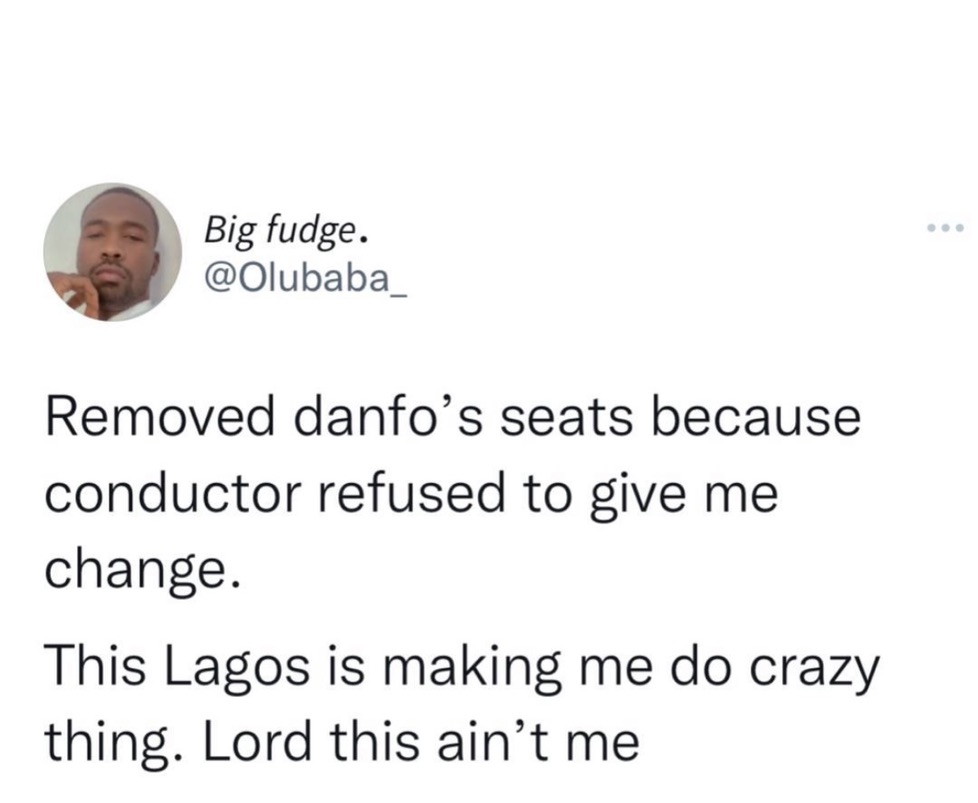 Big fudge.
@Olubaba_
Removed danfo’s seats because
conductor refused to give me
change.
This Lagos is making me do crazy
thing. Lord this ain’t me